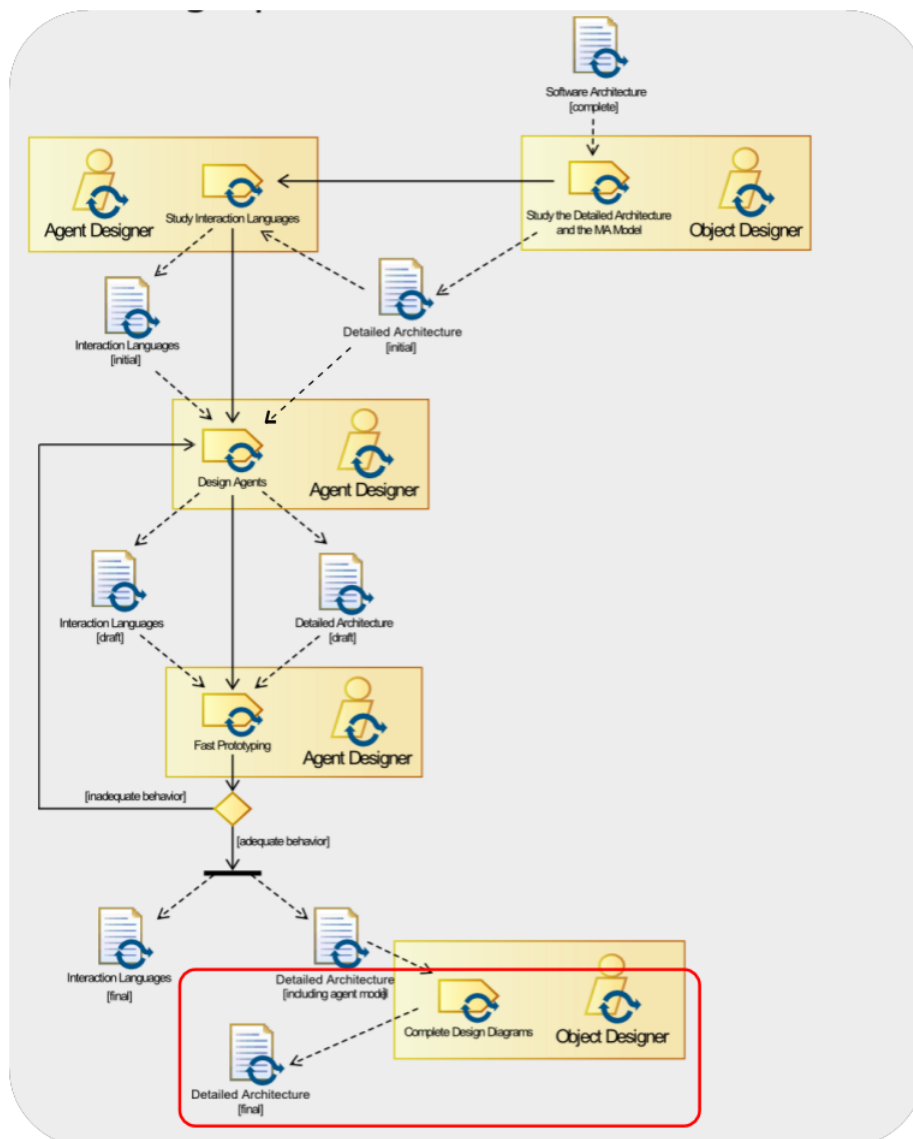 Software Architecture
[complete]
Agent Designer
Study Interaction Languages
Study the Detailed Architecture
and the MA Model
Object Designer
Interaction Languages
[initial]
Detailed Architecture
[initial]
Design Agents
Agent Designer
Interaction Languages
[draft]
Detailed Architecture
[draft]
Fast Prototyping
Agent Designer
[inadequate behavior]
[adequate behavior]
Interaction Languages
[final]
Detailed Architecture
[including agent model]
Complete Design Diagrams
Object Designer
Detailed Architecture
[final]